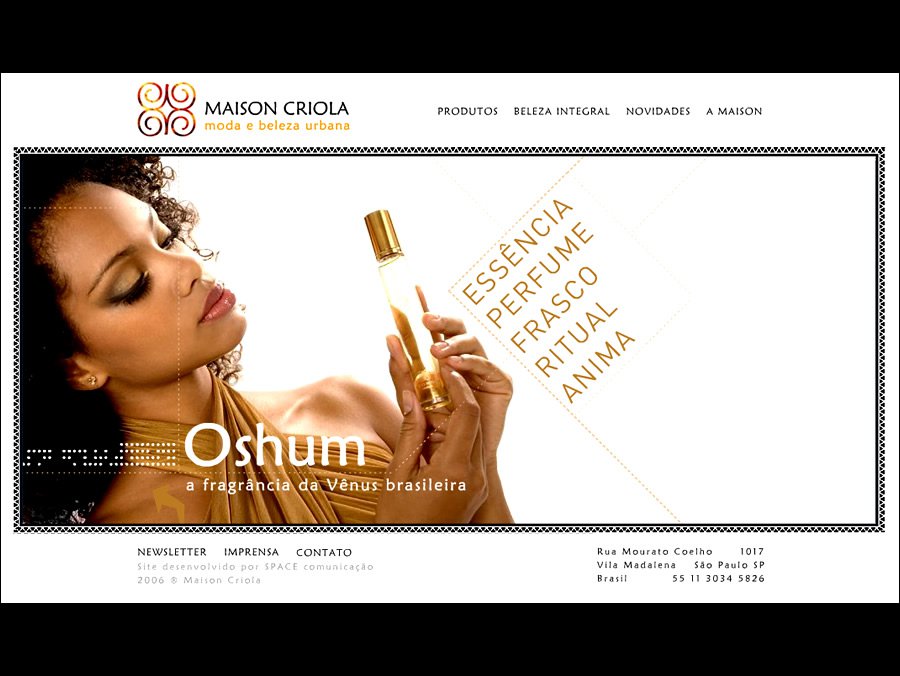 MAISON CRIOLA
moda e beleza urbana
PRODUTOS BELEZA INTEGRAL NOVIDADES A MAISON
ESSÊNCIA
PERFUME
FRASCO
RITUAL
ANIMA
Oshum
a fragrância da Vênus brasileira
NEWSLETTER IMPRENSA CONTATO
Site desenvolvido por SPACE comunicação
2006 ® Maison Criola
Rua Mourato Coelho 1017
Vila Madalena São Paulo SP
Brasil 55 11 3034 5826